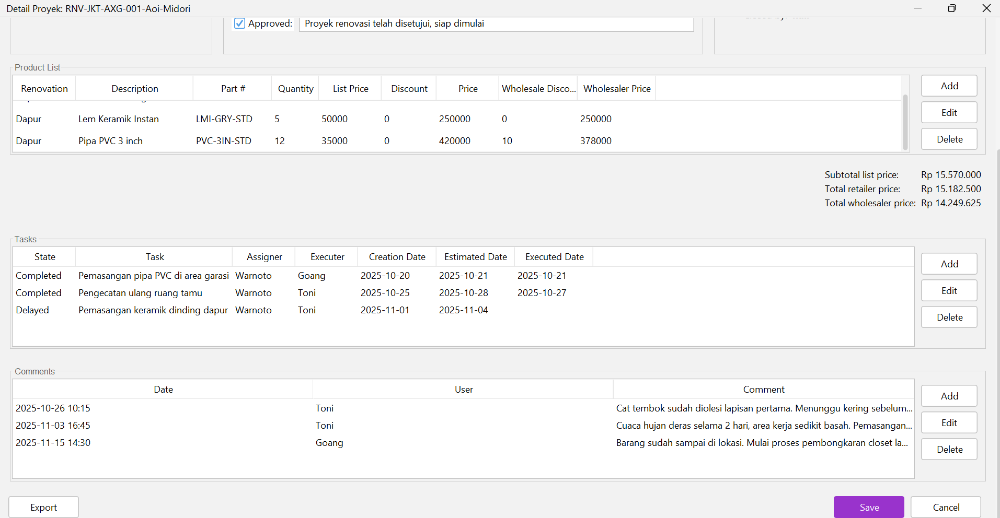 Detail Proyek: RNV-JKT-AXG-001-Aoi-Midori
Approved: Proyek renovasi telah disetujui, siap dimulai
Product List
Renovation Description Part # Quantity List Price Discount Price Wholesale Disco... Wholesaler Price
Dapur Lem Keramik Instan LMI-GRY-STD 5 50000 0 250000 0 250000
Dapur Pipa PVC 3 inch PVC-3IN-STD 12 35000 0 420000 10 378000
Add
Edit
Delete
Subtotal list price: Rp 15.570.000
Total retailer price: Rp 15.182.500
Total wholesaler price: Rp 14.249.625
Tasks
State Task Assigner Executer Creation Date Estimated Date Executed Date
Completed Pemasangan pipa PVC di area garasi Warnoto Goang 2025-10-20 2025-10-21 2025-10-21
Completed Pengecatan ulang ruang tamu Warnoto Toni 2025-10-25 2025-10-28 2025-10-27
Delayed Pemasangan keramik dinding dapur Warnoto Toni 2025-11-01 2025-11-04
Add
Edit
Delete
Comments
Date User Comment
2025-10-26 10:15 Toni Cat tembok sudah diolesi lapisan pertama. Menunggu kering sebelum...
2025-11-03 16:45 Toni Cuaca hujan deras selama 2 hari, area kerja sedikit basah. Pemasangan...
2025-11-15 14:30 Goang Barang sudah sampai di lokasi. Mulai proses pembongkaran closet la...
Add
Edit
Delete
Export Save Cancel